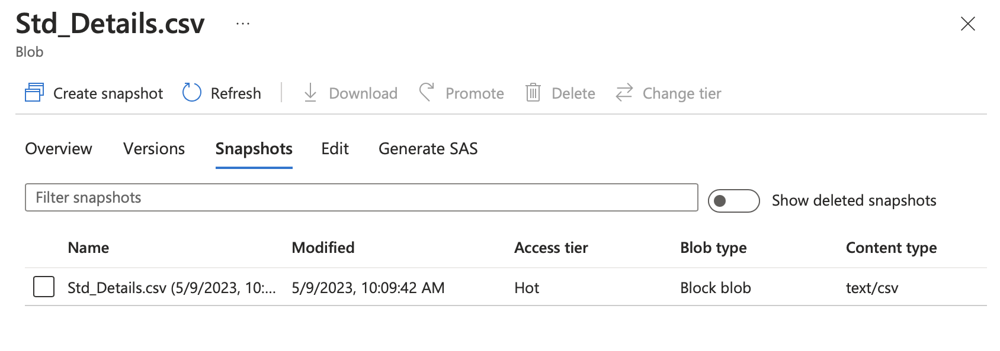 Std_Details.csv ...
Blob
Create snapshot Refresh Download Promote Delete Change tier
Overview Versions Snapshots Edit Generate SAS
Filter snapshots Show deleted snapshots
Name Modified Access tier Blob type Content type
Std_Details.csv (5/9/2023, 10:... 5/9/2023, 10:09:42 AM Hot Block blob text/csv